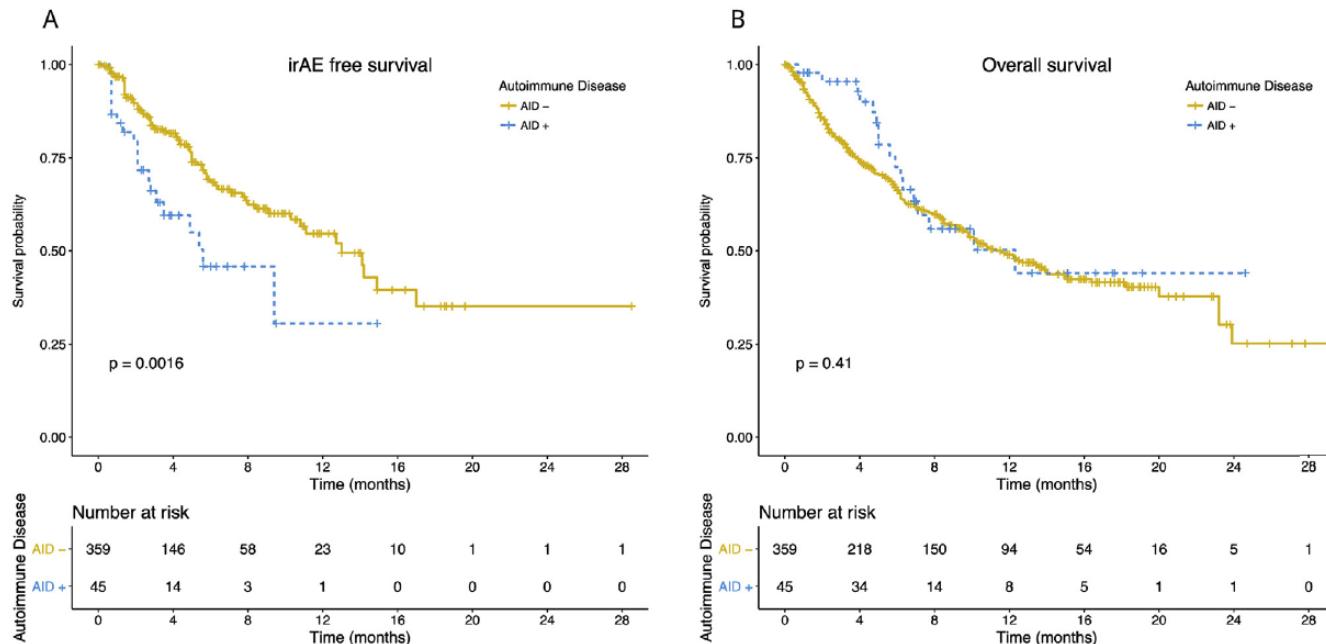 A
irAE free survival
Autoimmune Disease
AID −
AID +
Survival probability
1.00
0.75
0.50
0.25
0.00
p = 0.0016
0 4 8 12 16 20 24 28
Time (months)
Number at risk
Autoimmune Disease
AID − 359 146 58 23 10 1 1 1
AID + 45 14 3 1 0 0 0 0
0 4 8 12 16 20 24 28
Time (months)
B
Overall survival
Autoimmune Disease
AID −
AID +
Survival probability
1.00
0.75
0.50
0.25
0.00
p = 0.41
0 4 8 12 16 20 24 28
Time (months)
Number at risk
Autoimmune Disease
AID − 359 218 150 94 54 16 5 1
AID + 45 34 14 8 5 1 1 0
0 4 8 12 16 20 24 28
Time (months)